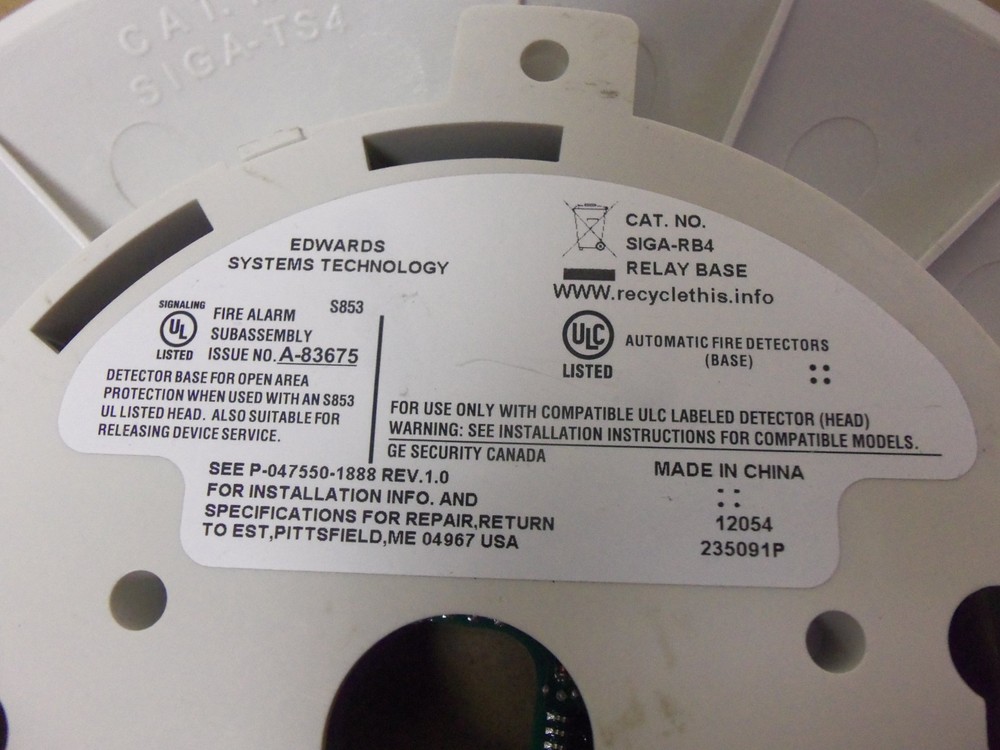 CAT. N
SIGA-TS4
EDWARDS
SYSTEMS TECHNOLOGY
CAT. NO.
SIGA-RB4
RELAY BASE
WWW.recyclethis.info
SIGNALING
UL
LISTED
FIRE ALARM S853
SUBASSEMBLY
ISSUE NO. A-83675
DETECTOR BASE FOR OPEN AREA
PROTECTION WHEN USED WITH AN S853
UL LISTED HEAD. ALSO SUITABLE FOR
RELEASING DEVICE SERVICE.
ULC
LISTED
AUTOMATIC FIRE DETECTORS
(BASE)
FOR USE ONLY WITH COMPATIBLE ULC LABELED DETECTOR (HEAD)
WARNING: SEE INSTALLATION INSTRUCTIONS FOR COMPATIBLE MODELS.
GE SECURITY CANADA
SEE P-047550-1888 REV.1.0
FOR INSTALLATION INFO. AND
SPECIFICATIONS FOR REPAIR,RETURN
TO EST,PITTSFIELD,ME 04967 USA
MADE IN CHINA
12054
235091P